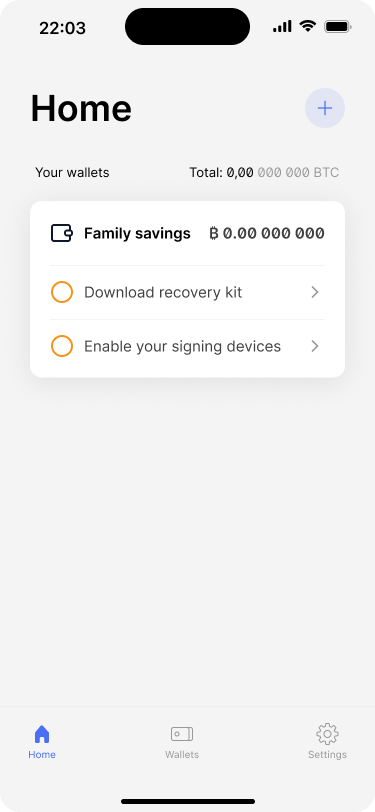 22:03
Home
Your wallets
Total: 0,00 000 000 BTC
Family savings
₿ 0.00 000 000
Download recovery kit
Enable your signing devices
Home
Wallets
Settings